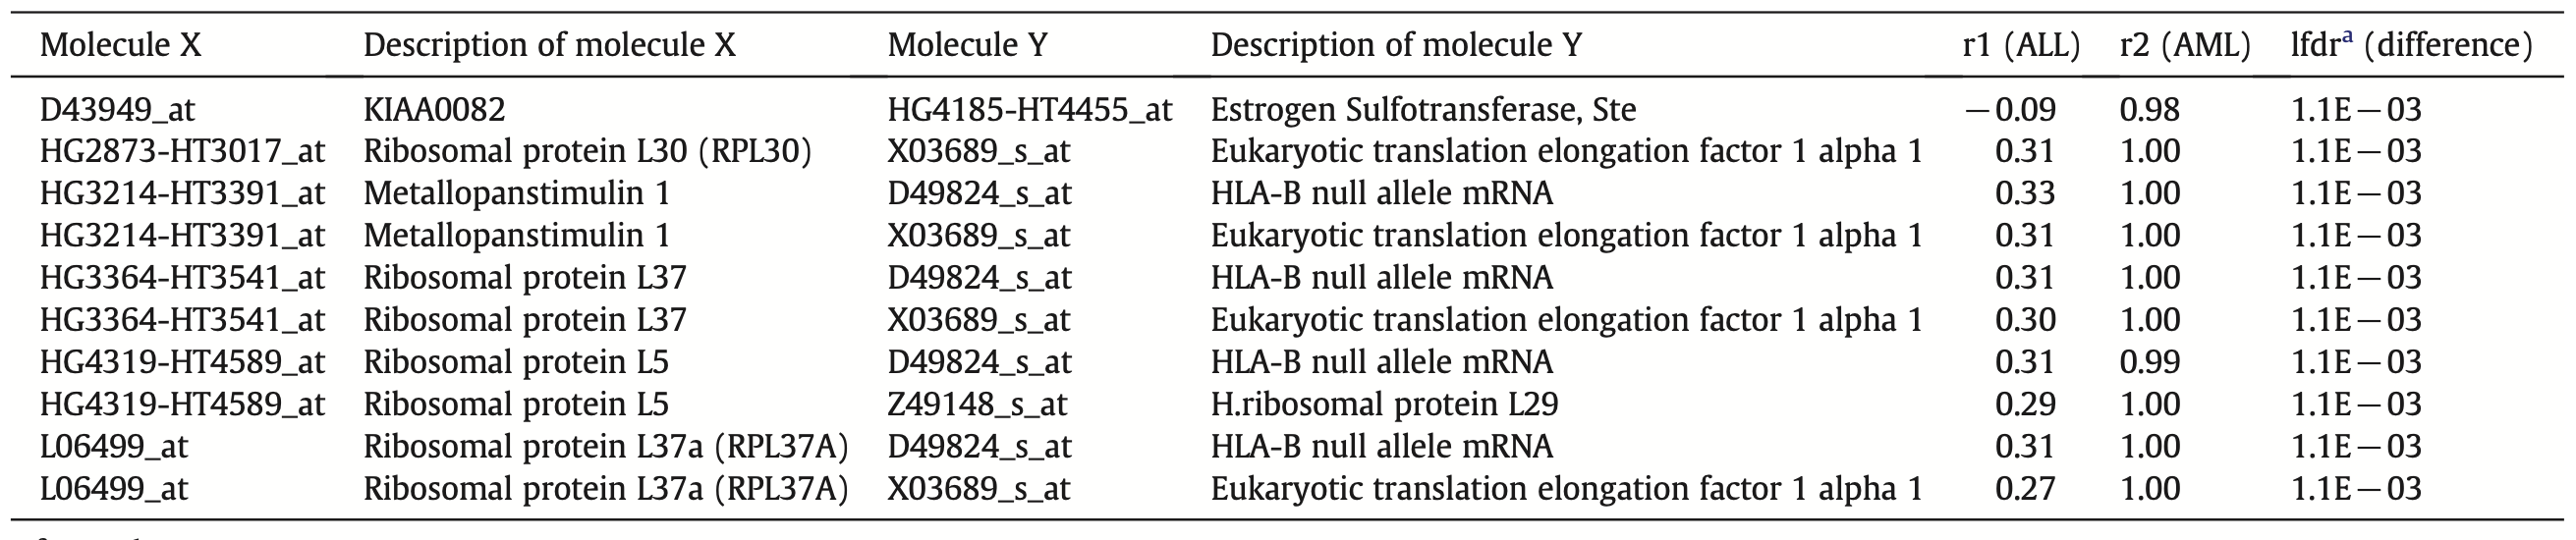 Molecule X Description of molecule X Molecule Y Description of molecule Y r1 (ALL) r2 (AML) lfdrᵃ (difference)
D43949_at KIAA0082 HG4185-HT4455_at Estrogen Sulfotransferase, Ste −0.09 0.98 1.1E−03
HG2873-HT3017_at Ribosomal protein L30 (RPL30) X03689_s_at Eukaryotic translation elongation factor 1 alpha 1 0.31 1.00 1.1E−03
HG3214-HT3391_at Metallopanstimulin 1 D49824_s_at HLA-B null allele mRNA 0.33 1.00 1.1E−03
HG3214-HT3391_at Metallopanstimulin 1 X03689_s_at Eukaryotic translation elongation factor 1 alpha 1 0.31 1.00 1.1E−03
HG3364-HT3541_at Ribosomal protein L37 D49824_s_at HLA-B null allele mRNA 0.31 1.00 1.1E−03
HG3364-HT3541_at Ribosomal protein L37 X03689_s_at Eukaryotic translation elongation factor 1 alpha 1 0.30 1.00 1.1E−03
HG4319-HT4589_at Ribosomal protein L5 D49824_s_at HLA-B null allele mRNA 0.31 0.99 1.1E−03
HG4319-HT4589_at Ribosomal protein L5 Z49148_s_at H.ribosomal protein L29 0.29 1.00 1.1E−03
L06499_at Ribosomal protein L37a (RPL37A) D49824_s_at HLA-B null allele mRNA 0.31 1.00 1.1E−03
L06499_at Ribosomal protein L37a (RPL37A) X03689_s_at Eukaryotic translation elongation factor 1 alpha 1 0.27 1.00 1.1E−03